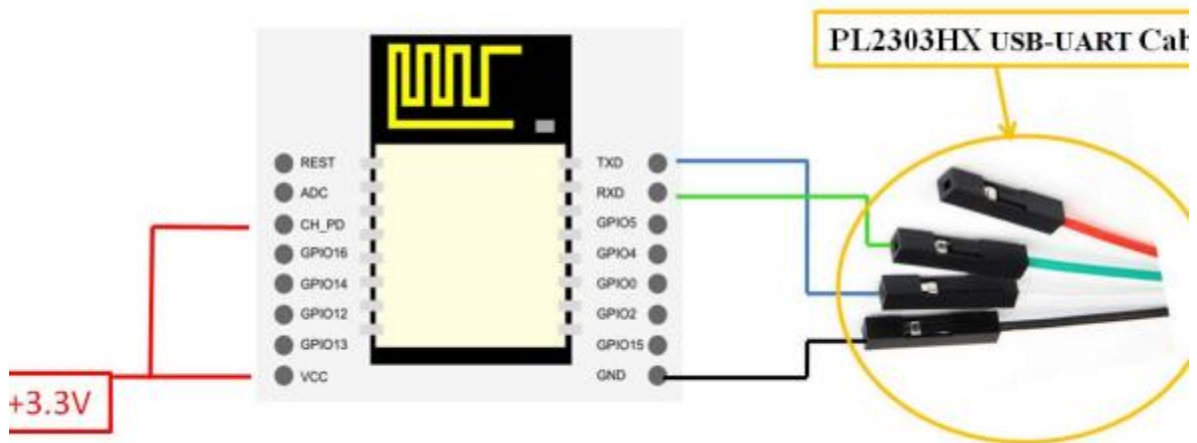 PL2303HX USB-UART Cab
REST
ADC
CH_PD
GPIO16
GPIO14
GPIO12
GPIO13
VCC
TXD
RXD
GPIO5
GPIO4
GPIO0
GPIO2
GPIO15
GND
+3.3V